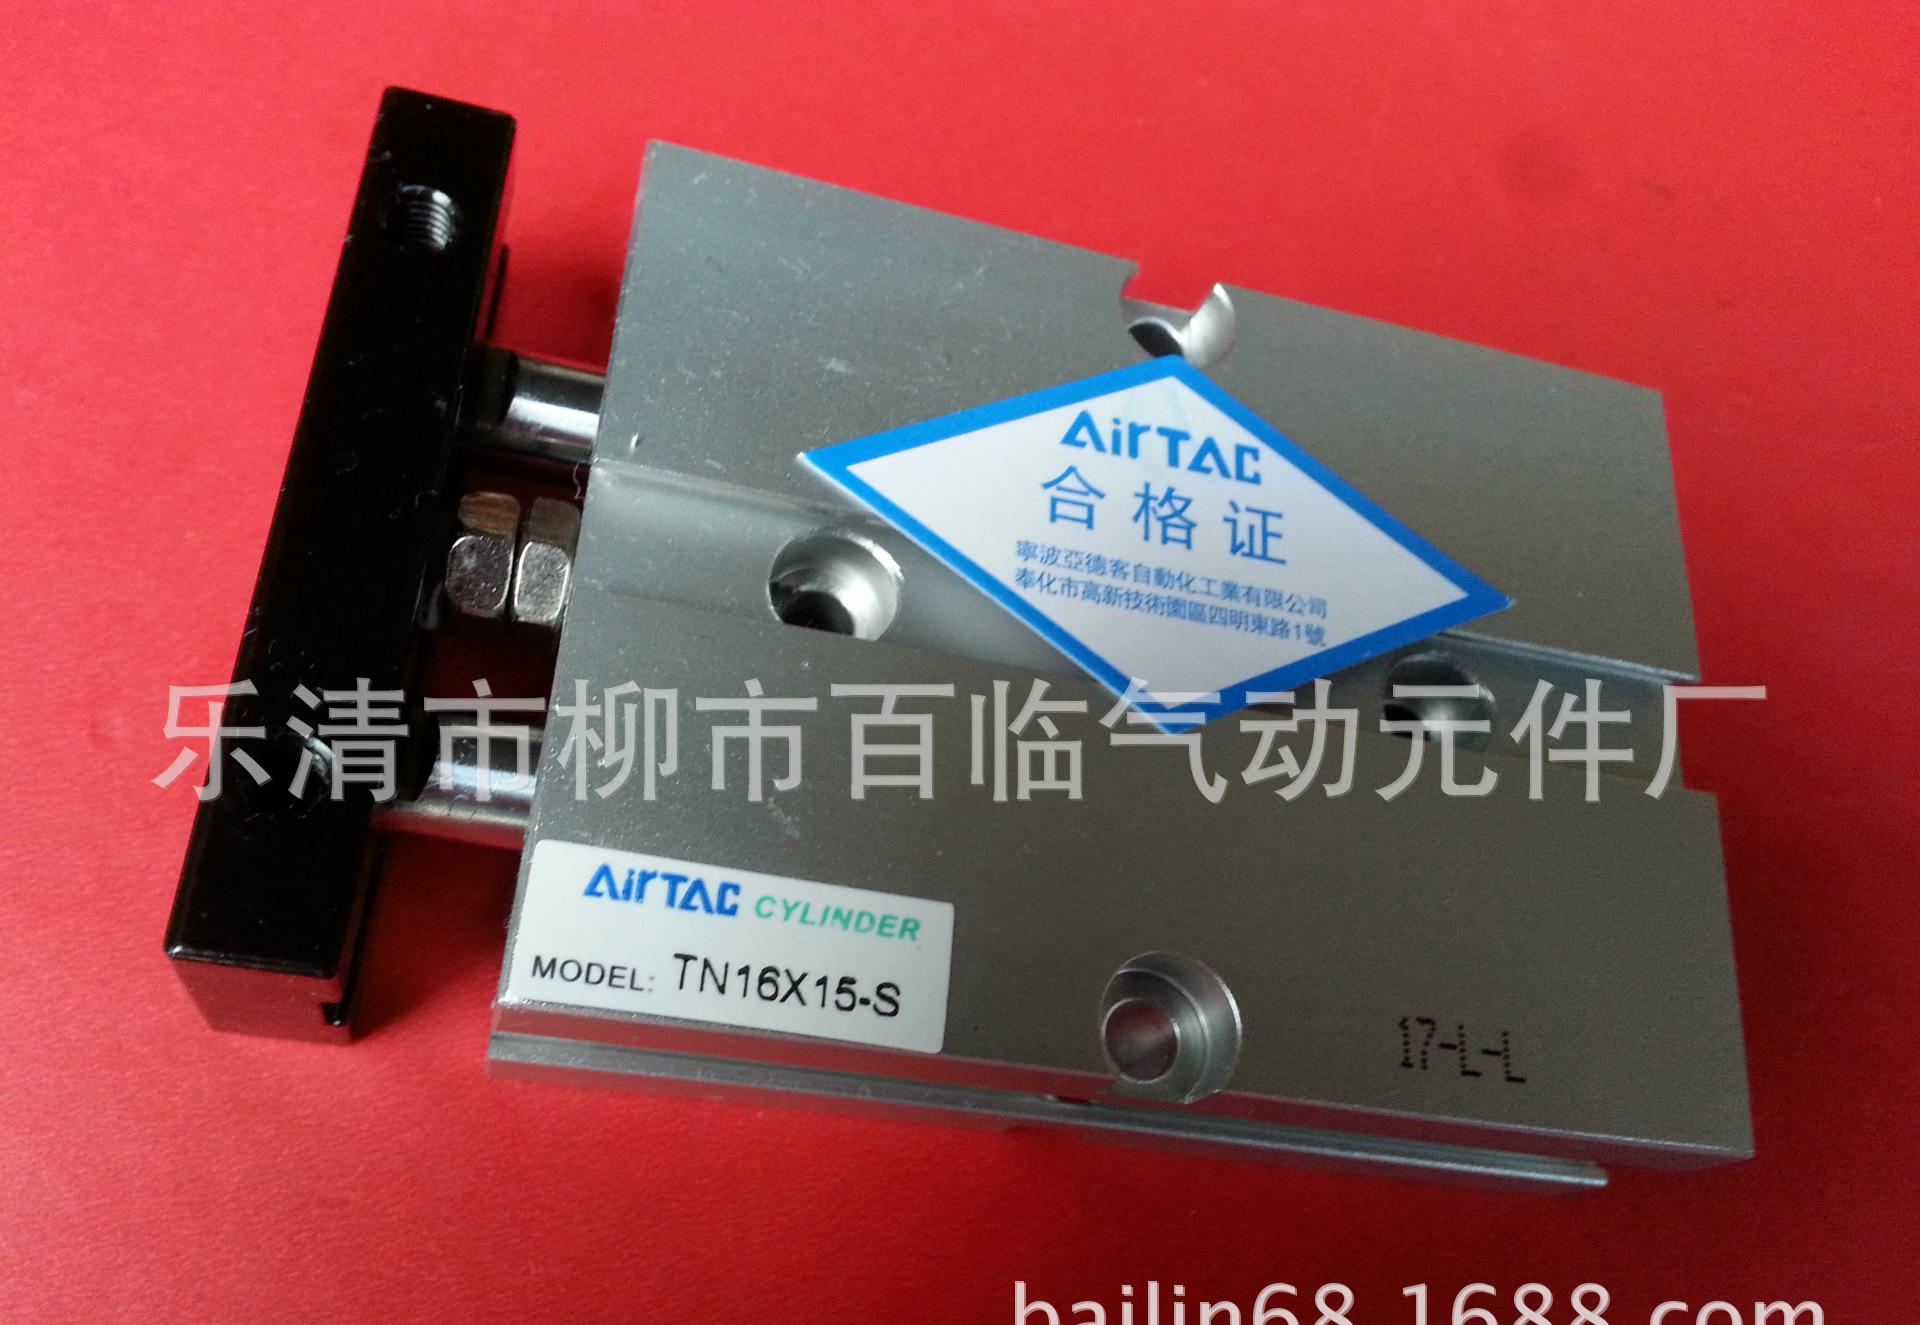 AirTAC
合格证
寧波亞德客自動化工業有限公司
奉化市高新技術園區四明東路1號
乐清市柳市百临气动元件厂
AirTAC CYLINDER
MODEL: TN16X15-S
bailin68.1688.com